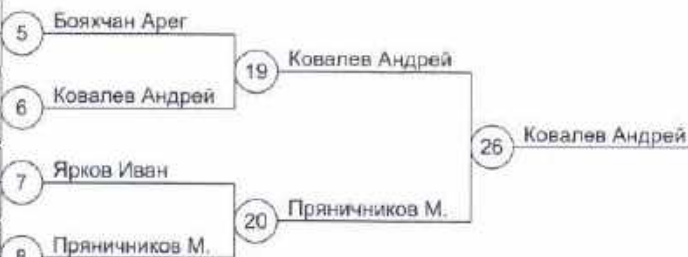 5 Бояхчан Арег
19 Ковалев Андрей
6 Ковалев Андрей
26 Ковалев Андрей
7 Ярков Иван
20 Пряничников М.
8 Пряничников М.